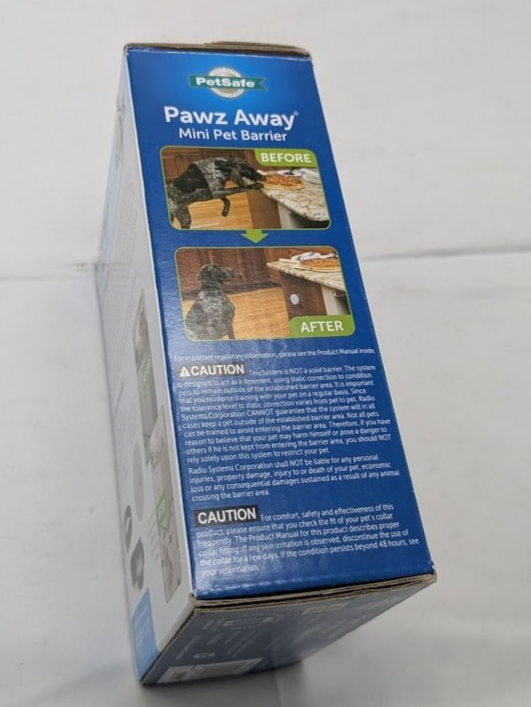 PetSafe
Pawz Away®
Mini Pet Barrier
BEFORE
AFTER
For important regulatory information, please see the Product Manual inside.
CAUTION This System is NOT a solid barrier. The system
is designed to act as a deterrent, using static correction to condition
pets to remain outside of the established barrier area. It is important
that you reinforce training with your pet on a regular basis. Since
the tolerance level to static correction varies from pet to pet, Radio
Systems Corporation CANNOT guarantee that the system will in all
cases keep a pet outside of the established barrier area. Not all pets
can be trained to avoid entering the barrier area. Therefore, if you have
reason to believe that your pet may harm himself or pose a danger to
others if he is not kept from entering the barrier area, you should NOT
rely solely upon this system to restrict your pet.
Radio Systems Corporation shall NOT be liable for any personal
injuries, property damage, injury to or death of your pet, economic
loss or any consequential damages sustained as a result of any animal
crossing the barrier area.
CAUTION For comfort, safety and effectiveness of this
product, please ensure that you check the fit of your pet's collar
frequently. The Product Manual for this product describes proper
collar fitting. If any skin irritation is observed, discontinue the use of
the collar for a few days. If the condition persists beyond 48 hours, see
your veterinarian.